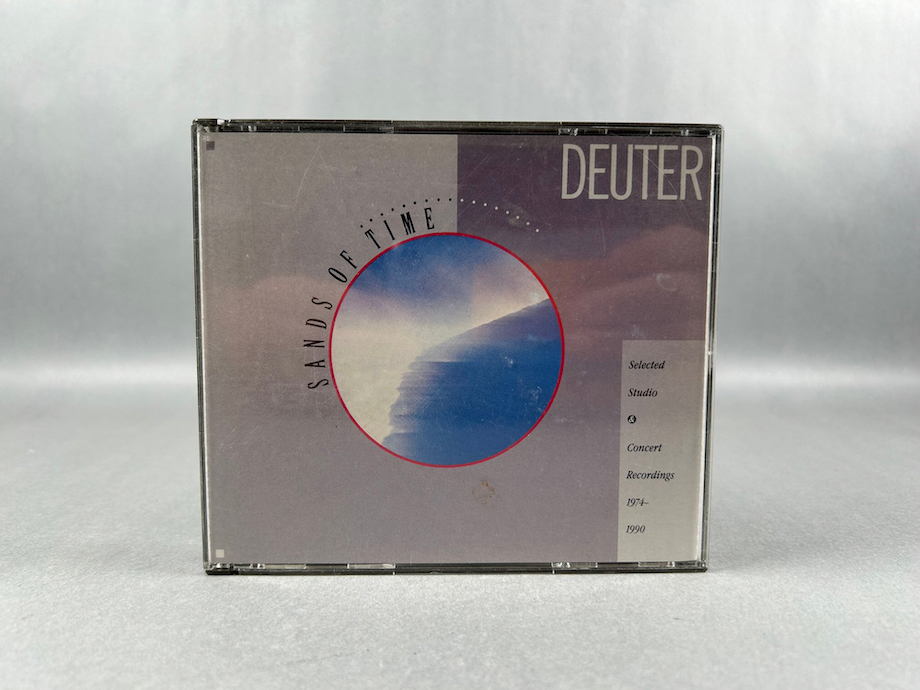 DEUTER
SANDS OF TIME
Selected
Studio
&
Concert
Recordings
1974–
1990